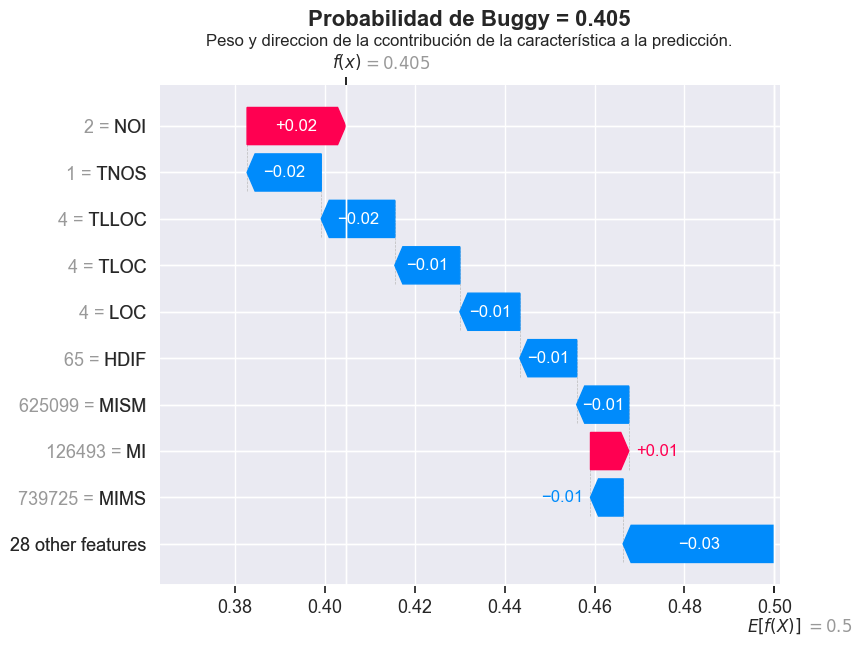 Probabilidad de Buggy = 0.405
Peso y direccion de la ccontribución de la característica a la predicción.
f(x) = 0.405
2 = NOI
+0.02
1 = TNOS
−0.02
4 = TLLOC
−0.02
4 = TLOC
−0.01
4 = LOC
−0.01
65 = HDIF
−0.01
625099 = MISM
−0.01
126493 = MI
+0.01
739725 = MIMS
−0.01
28 other features
−0.03
0.38 0.40 0.42 0.44 0.46 0.48 0.50
E[f(X)] = 0.5